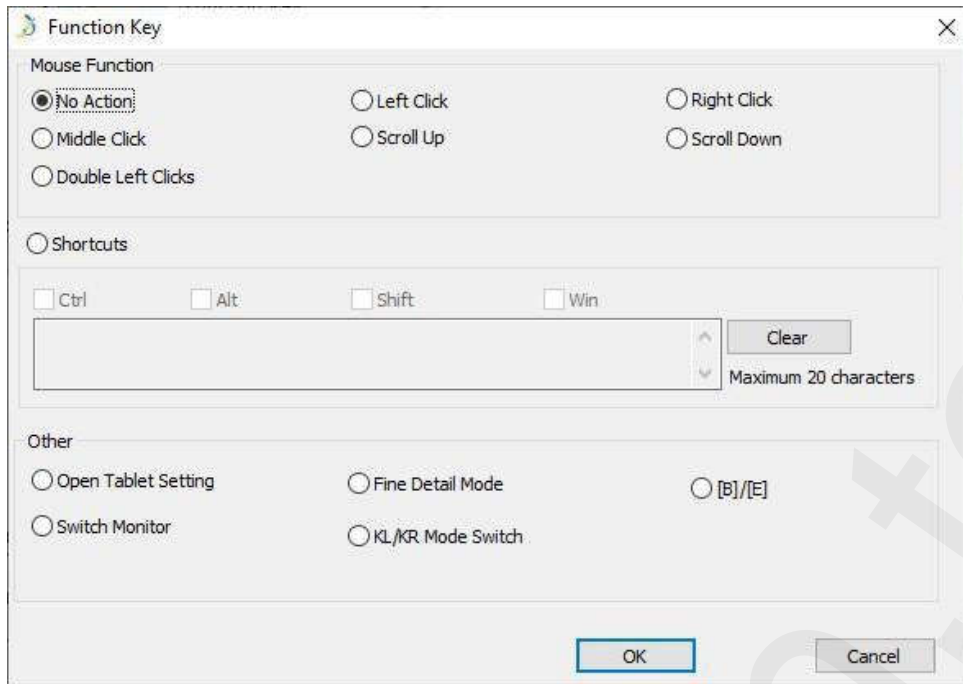 Function Key
Mouse Function
No Action Left Click Right Click
Middle Click Scroll Up Scroll Down
Double Left Clicks
Shortcuts
Ctrl Alt Shift Win
Clear
Maximum 20 characters
Other
Open Tablet Setting Fine Detail Mode [B]/[E]
Switch Monitor KL/KR Mode Switch
OK Cancel